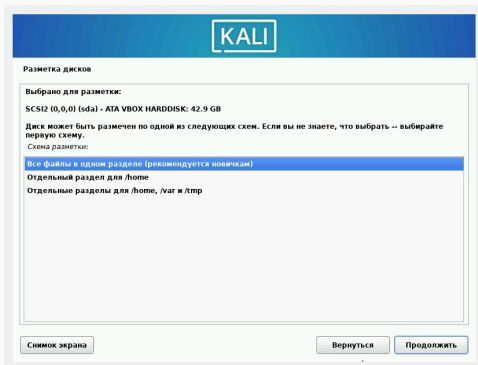 KALI
Разметка дисков
Выбрано для разметки:
SCSI2 (0,0,0) (sda) - ATA VBOX HARDDISK: 42.9 GB
Диск может быть размечен по одной из следующих схем. Если вы не знаете, что выбрать -- выбирайте
первую схему.
Схема разметки:
Все файлы в одном разделе (рекомендуется новичкам)
Отдельный раздел для /home
Отдельные разделы для /home, /var и /tmp
Снимок экрана
Вернуться
Продолжить